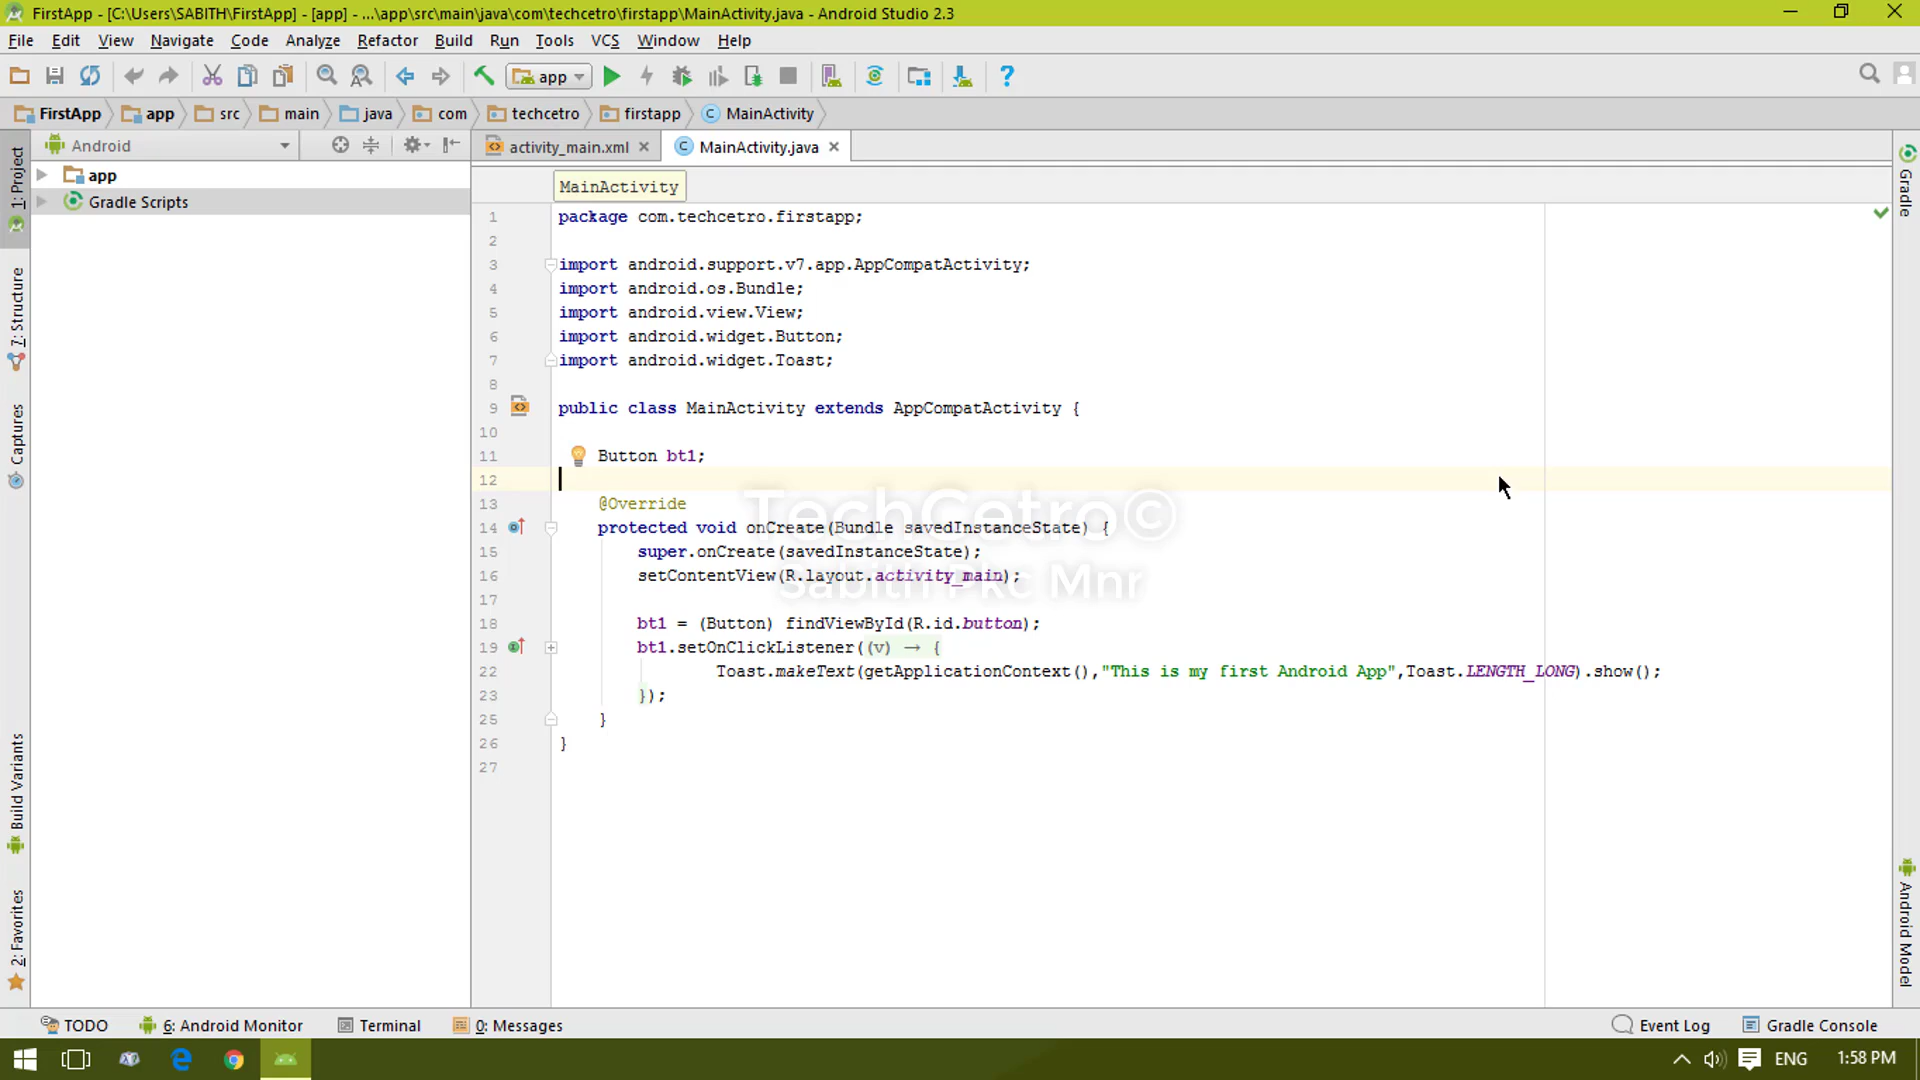 FirstApp - [C:\Users\SABITH\FirstApp] - [app] - ...\app\src\main\java\com\techcetro\firstapp\MainActivity.java - Android Studio 2.3
File Edit View Navigate Code Analyze Refactor Build Run Tools VCS Window Help
app
FirstApp app src main java com techcetro firstapp MainActivity
Android
activity_main.xml MainActivity.java
1: Project
7: Structure
Captures
Build Variants
2: Favorites
app
Gradle Scripts
MainActivity
1 package com.techcetro.firstapp;
2
3 import android.support.v7.app.AppCompatActivity;
4 import android.os.Bundle;
5 import android.view.View;
6 import android.widget.Button;
7 import android.widget.Toast;
8
9 public class MainActivity extends AppCompatActivity {
10
11 Button bt1;
12
13 @Override
14 protected void onCreate(Bundle savedInstanceState) {
15 super.onCreate(savedInstanceState);
16 setContentView(R.layout.activity_main);
17
18 bt1 = (Button) findViewById(R.id.button);
19 bt1.setOnClickListener((v) → {
22 Toast.makeText(getApplicationContext(),"This is my first Android App",Toast.LENGTH_LONG).show();
23 });
25 }
26 }
27
TechCetro©
Sabith Pkc Mnr
Gradle
Android Model
TODO 6: Android Monitor Terminal 0: Messages Event Log Gradle Console
ENG 1:58 PM